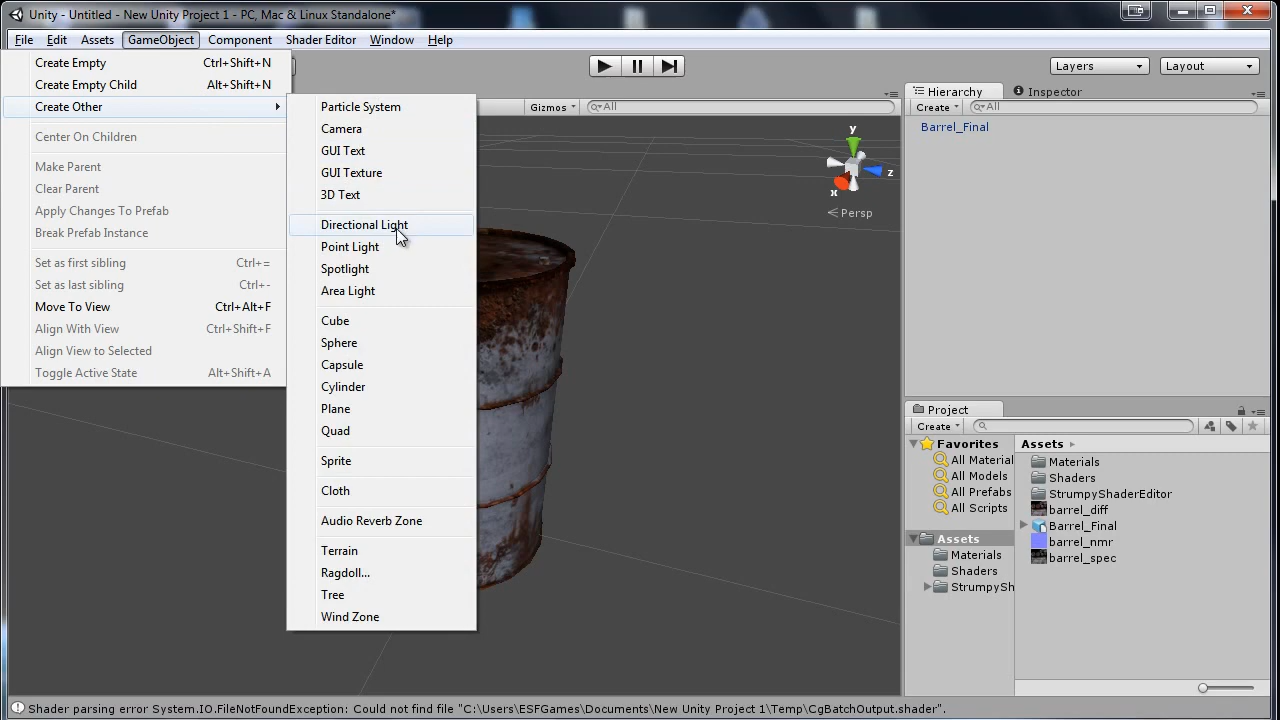 Unity - Untitled - New Unity Project 1 - PC, Mac & Linux Standalone*
File Edit Assets GameObject Component Shader Editor Window Help
Create Empty Ctrl+Shift+N
Create Empty Child Alt+Shift+N
Create Other
Center On Children
Make Parent
Clear Parent
Apply Changes To Prefab
Break Prefab Instance
Set as first sibling Ctrl+=
Set as last sibling Ctrl+-
Move To View Ctrl+Alt+F
Align With View Ctrl+Shift+F
Align View to Selected
Toggle Active State Alt+Shift+A
Particle System
Camera
GUI Text
GUI Texture
3D Text
Directional Light
Point Light
Spotlight
Area Light
Cube
Sphere
Capsule
Cylinder
Plane
Quad
Sprite
Cloth
Audio Reverb Zone
Terrain
Ragdoll...
Tree
Wind Zone
Layers Layout
Gizmos All
y
z
x
Persp
Hierarchy Inspector
Create All
Barrel_Final
Project
Create
Favorites
All Material
All Models
All Prefabs
All Scripts
Assets
Materials
Shaders
StrumpySh
Assets
Materials
Shaders
StrumpyShaderEditor
barrel_diff
Barrel_Final
barrel_nmr
barrel_spec
Shader parsing error System.IO.FileNotFoundException: Could not find file "C:\Users\ESFGames\Documents\New Unity Project 1\Temp\CgBatchOutput.shader".